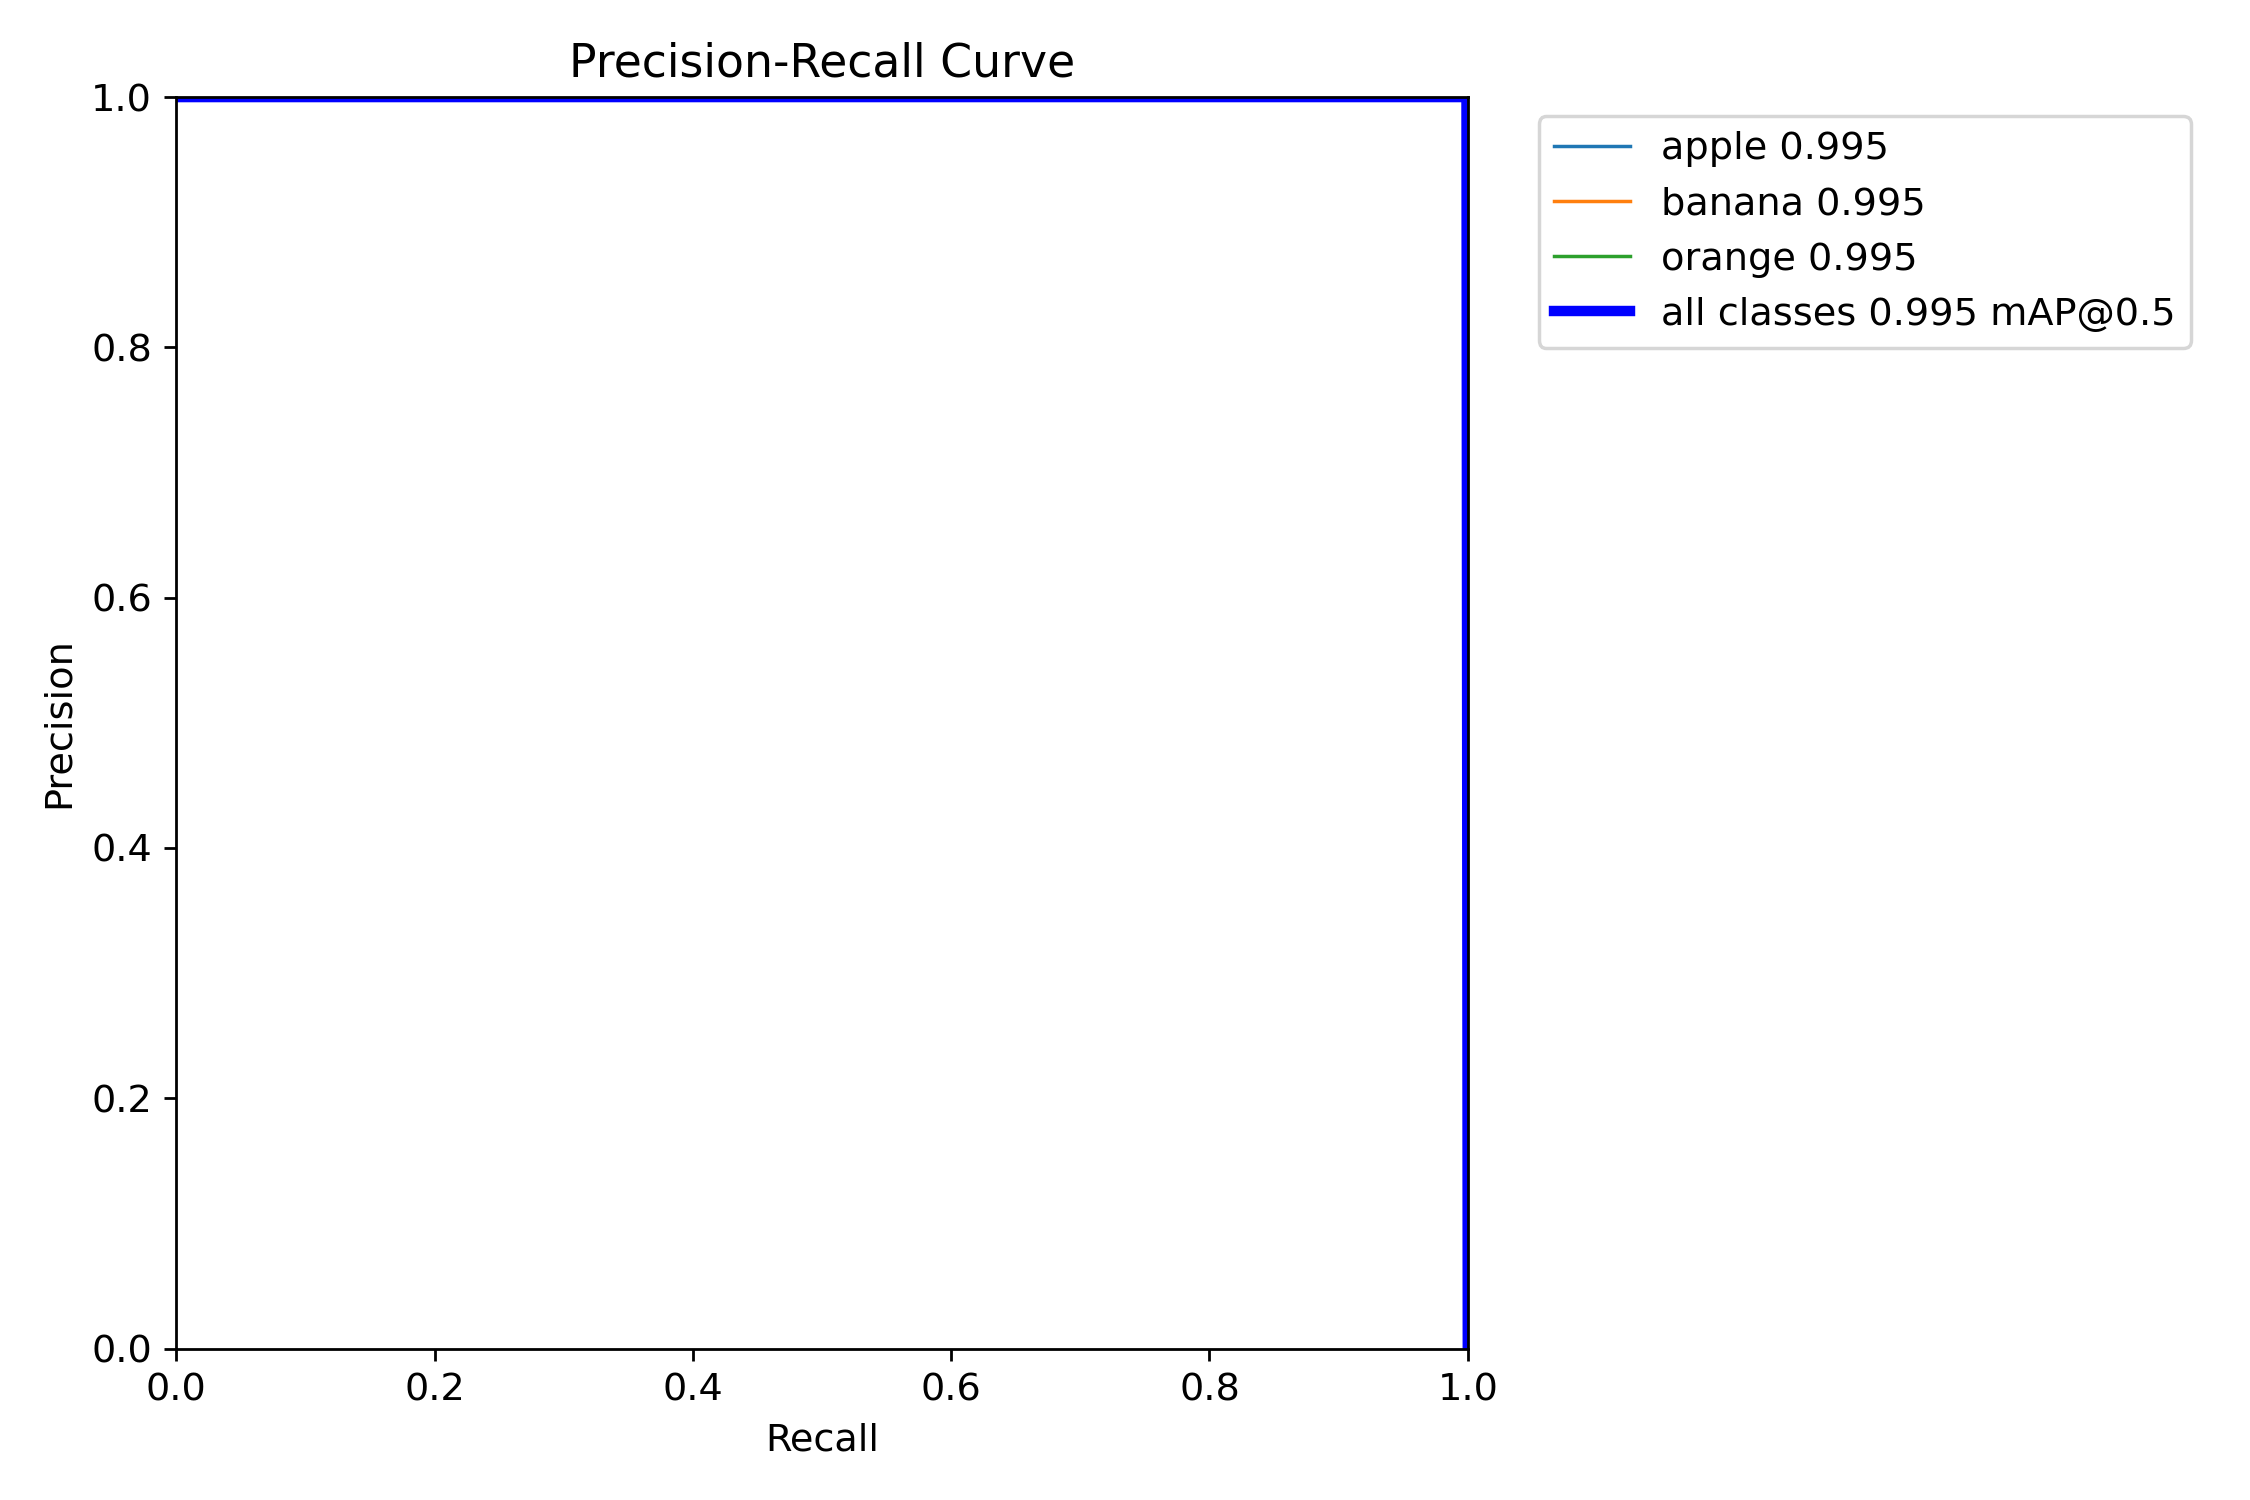 Precision-Recall Curve
1.0
0.8
0.6
0.4
0.2
0.0
Precision
0.0 0.2 0.4 0.6 0.8 1.0
Recall
apple 0.995
banana 0.995
orange 0.995
all classes 0.995 mAP@0.5